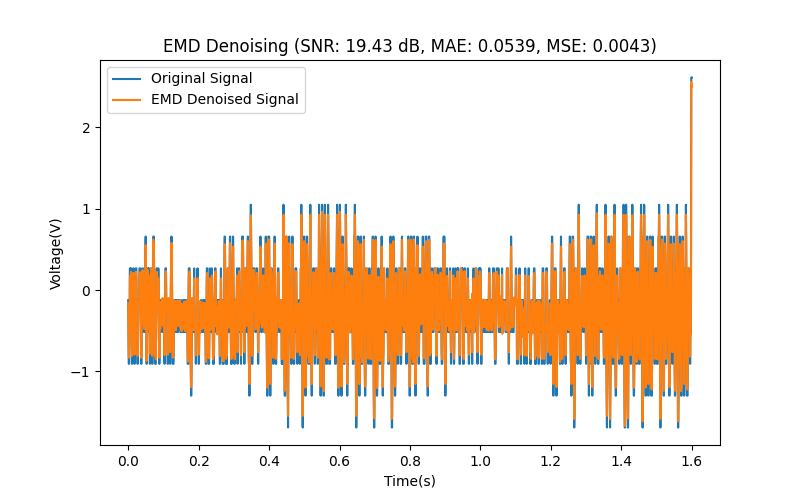 EMD Denoising (SNR: 19.43 dB, MAE: 0.0539, MSE: 0.0043)
Original Signal
EMD Denoised Signal
Voltage(V)
2
1
0
−1
0.0 0.2 0.4 0.6 0.8 1.0 1.2 1.4 1.6
Time(s)